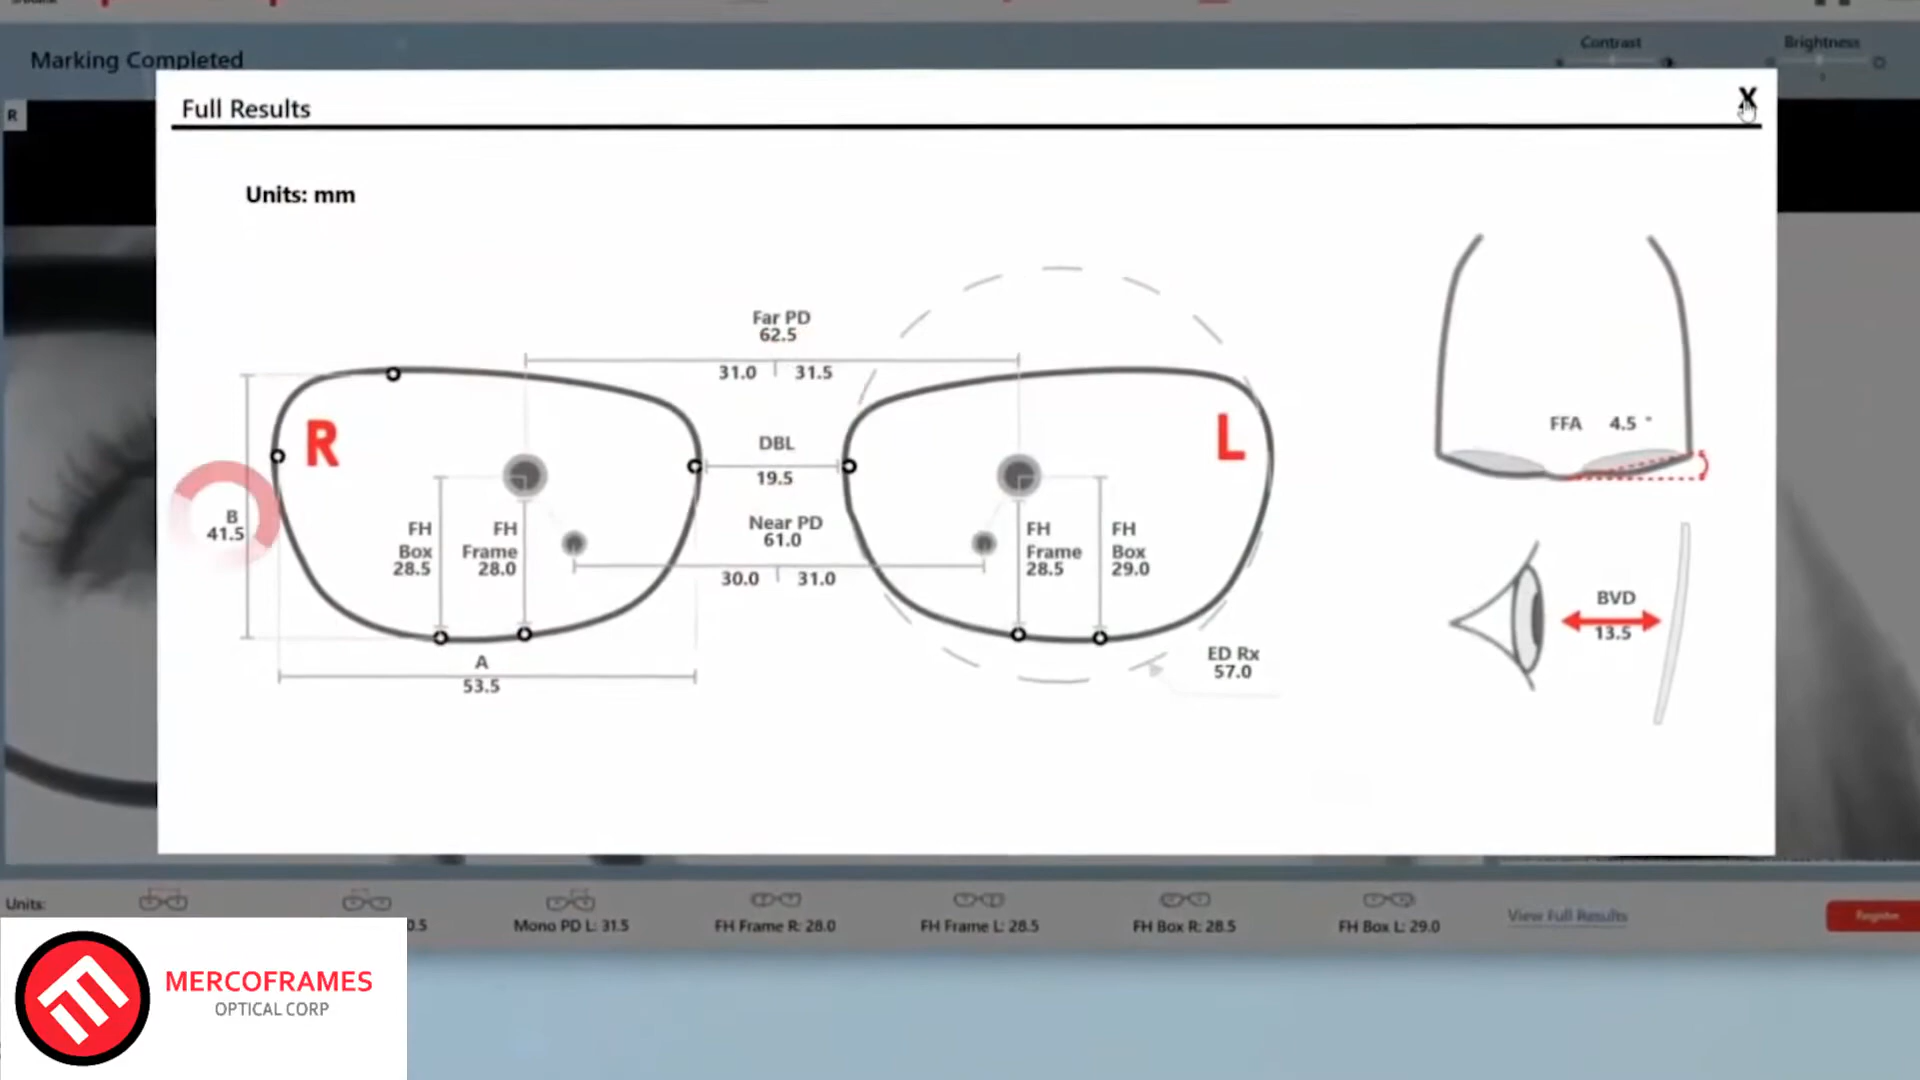 Contrast
Brightness
Marking Completed
R
Full Results
X
Units: mm
Far PD
62.5
31.0
31.5
R
L
DBL
19.5
FFA 4.5 °
B
41.5
FH
Box
28.5
FH
Frame
28.0
Near PD
61.0
30.0
31.0
FH
Frame
28.5
FH
Box
29.0
BVD
13.5
A
53.5
ED Rx
57.0
Units:
0.5
Mono PD L: 31.5
FH Frame R: 28.0
FH Frame L: 28.5
FH Box R: 28.5
FH Box L: 29.0
View Full Results
Register
MERCOFRAMES
OPTICAL CORP